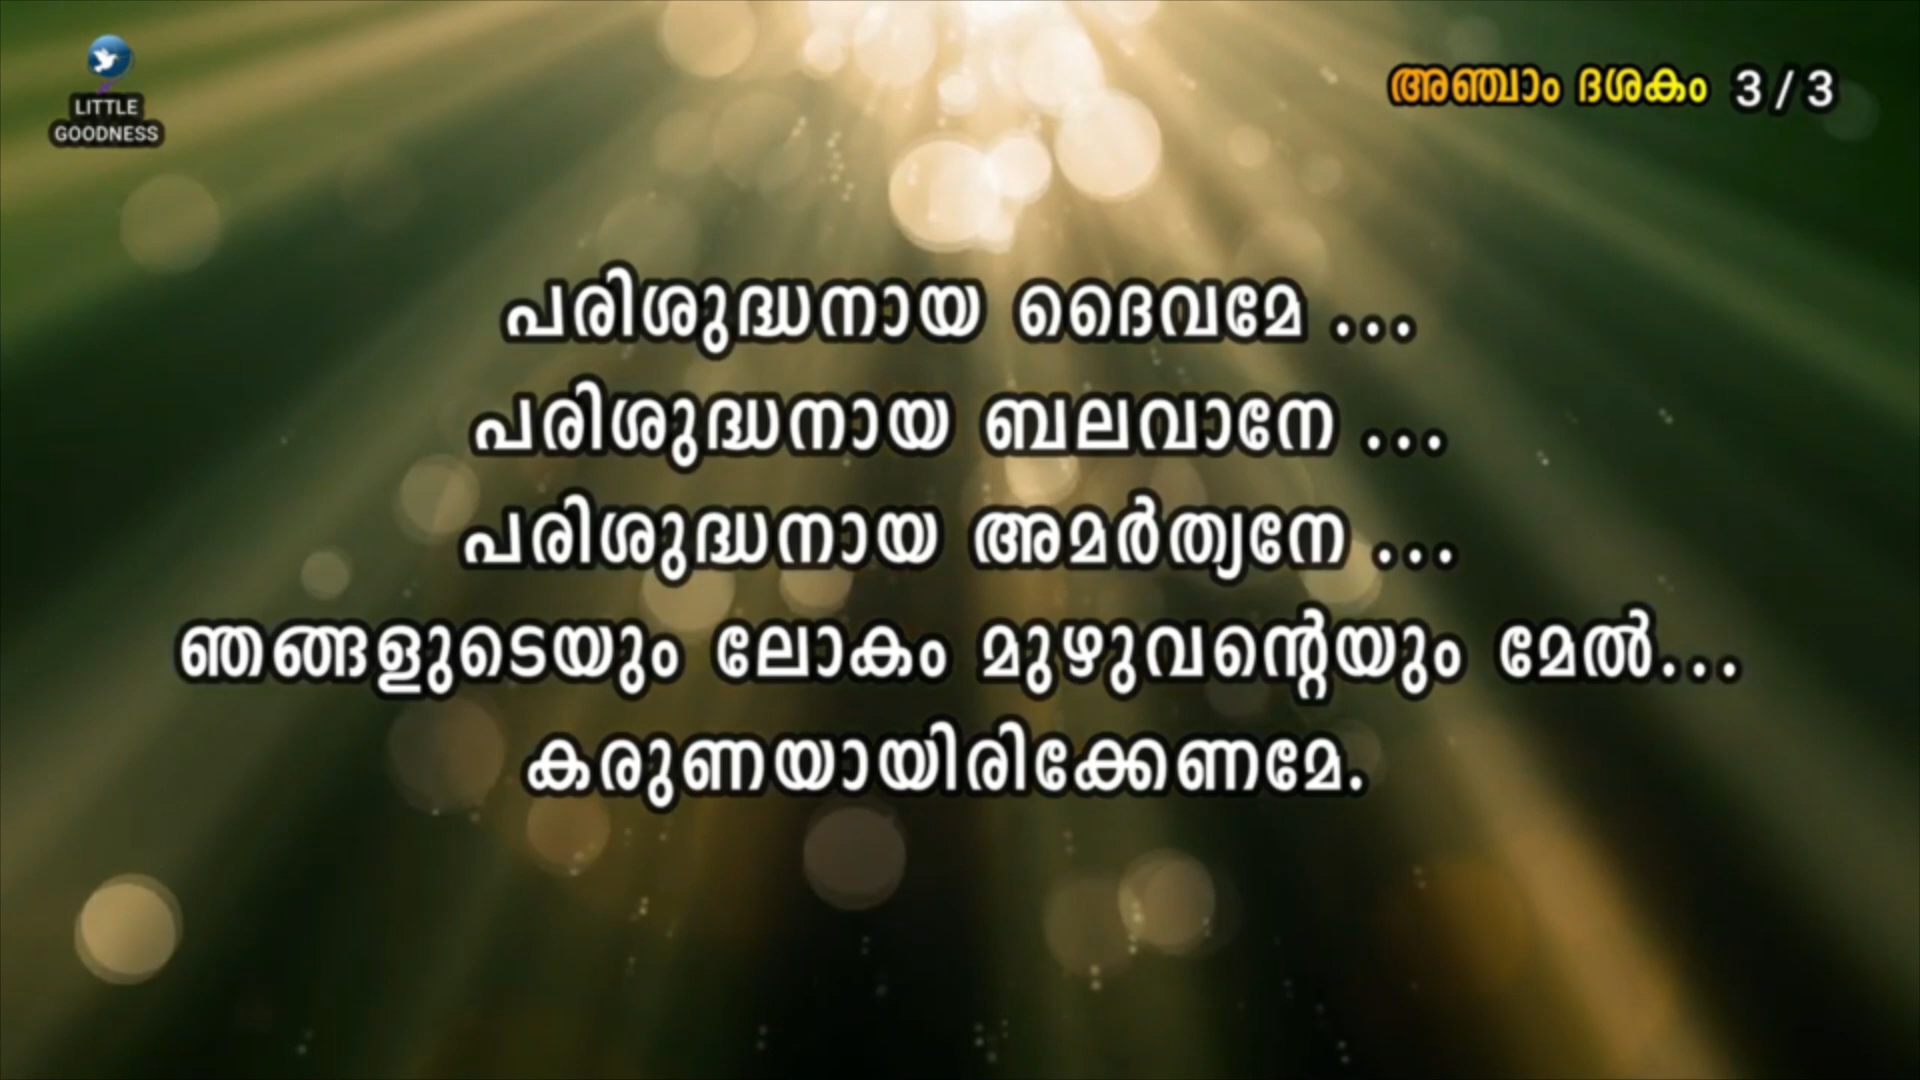 LITTLE
GOODNESS
അഞ്ചാം ദശകം 3 / 3
പരിശുദ്ധനായ ദൈവമേ ...
പരിശുദ്ധനായ ബലവാനേ ...
പരിശുദ്ധനായ അമർത്യനേ ...
ഞങ്ങളുടെയും ലോകം മുഴുവന്റെയും മേൽ...
കരുണയായിരിക്കേണമേ.